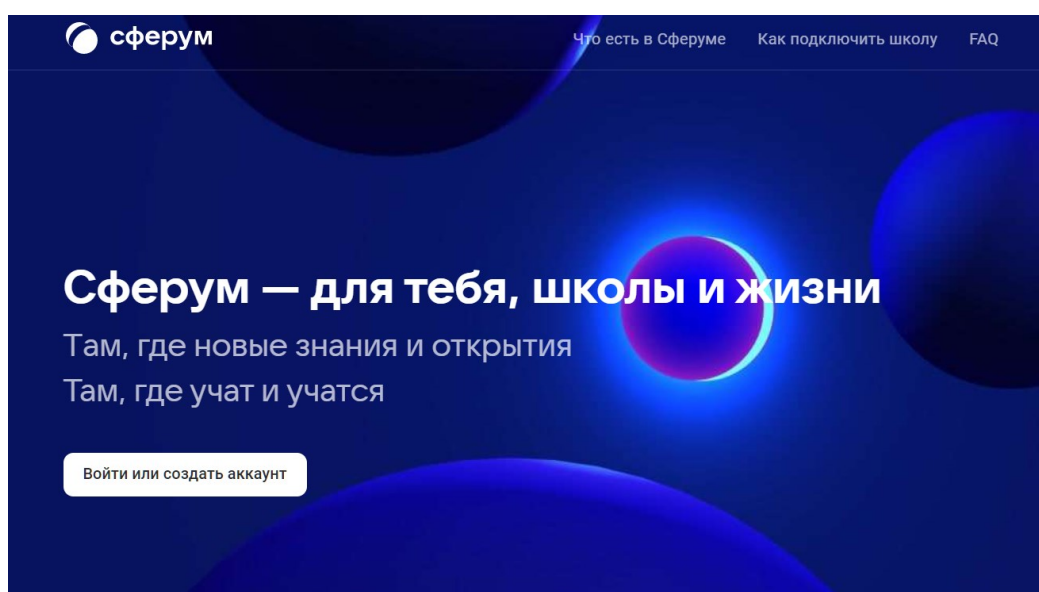 сферум
Что есть в Сферуме
Как подключить школу
FAQ
Сферум — для тебя, школы и жизни
Там, где новые знания и открытия
Там, где учат и учатся
Войти или создать аккаунт